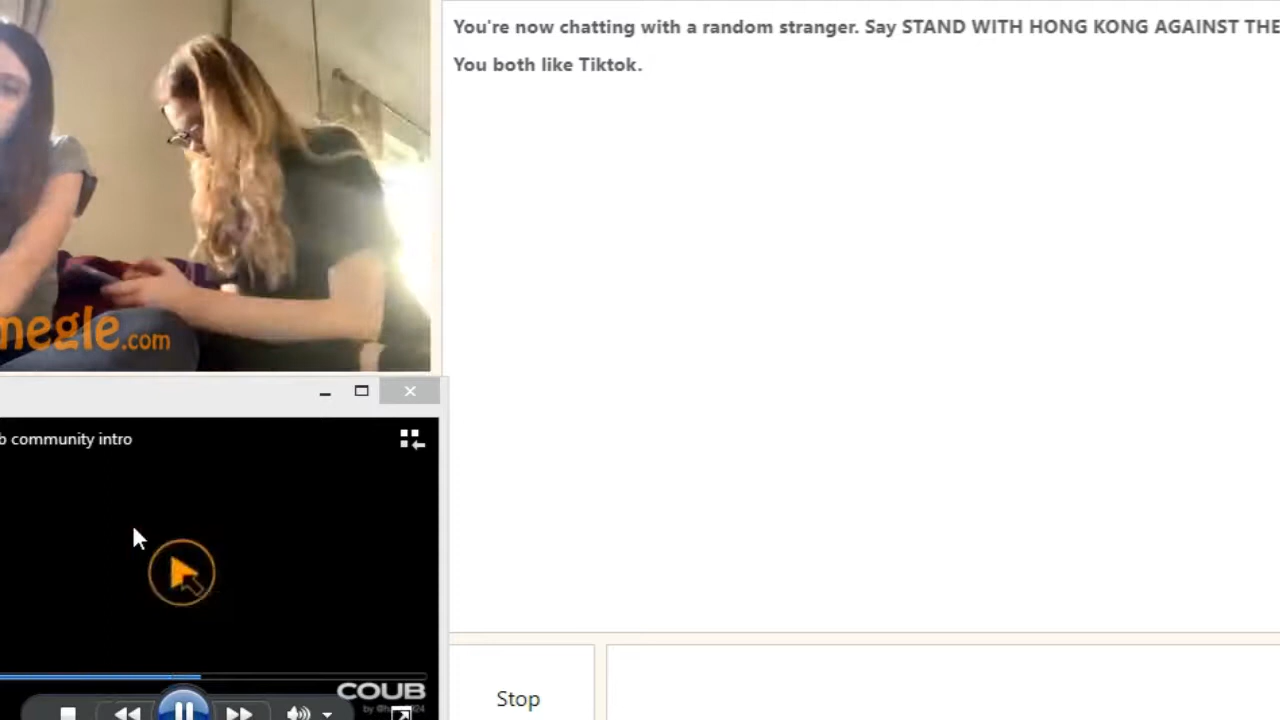 You're now chatting with a random stranger. Say STAND WITH HONG KONG AGAINST THE
You both like Tiktok.
megle.com
b community intro
COUB
Stop